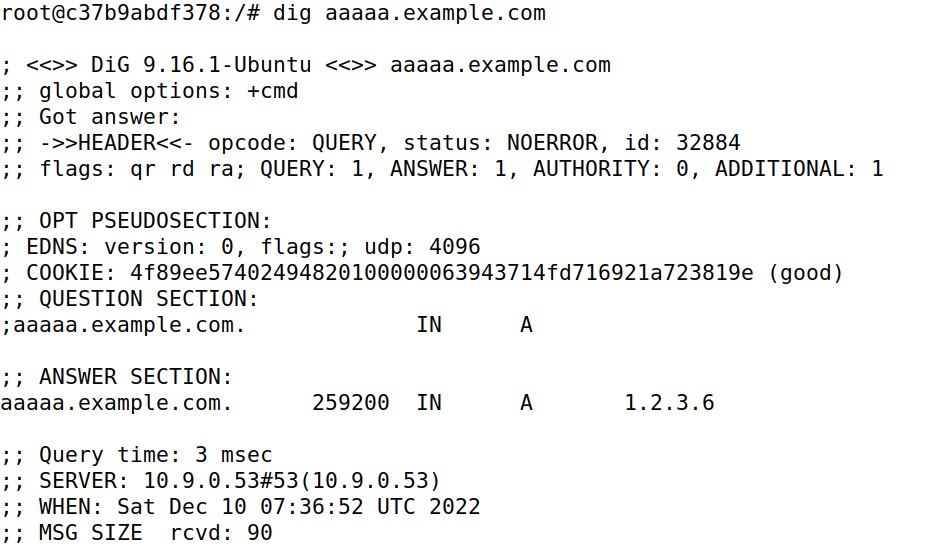 root@c37b9abdf378:/# dig aaaaa.example.com
; <<>> DiG 9.16.1-Ubuntu <<>> aaaaa.example.com
;; global options: +cmd
;; Got answer:
;; ->>HEADER<<- opcode: QUERY, status: NOERROR, id: 32884
;; flags: qr rd ra; QUERY: 1, ANSWER: 1, AUTHORITY: 0, ADDITIONAL: 1
;; OPT PSEUDOSECTION:
; EDNS: version: 0, flags:; udp: 4096
; COOKIE: 4f89ee57402494820100000063943714fd716921a723819e (good)
;; QUESTION SECTION:
;aaaaa.example.com. IN A
;; ANSWER SECTION:
aaaaa.example.com. 259200 IN A 1.2.3.6
;; Query time: 3 msec
;; SERVER: 10.9.0.53#53(10.9.0.53)
;; WHEN: Sat Dec 10 07:36:52 UTC 2022
;; MSG SIZE rcvd: 90